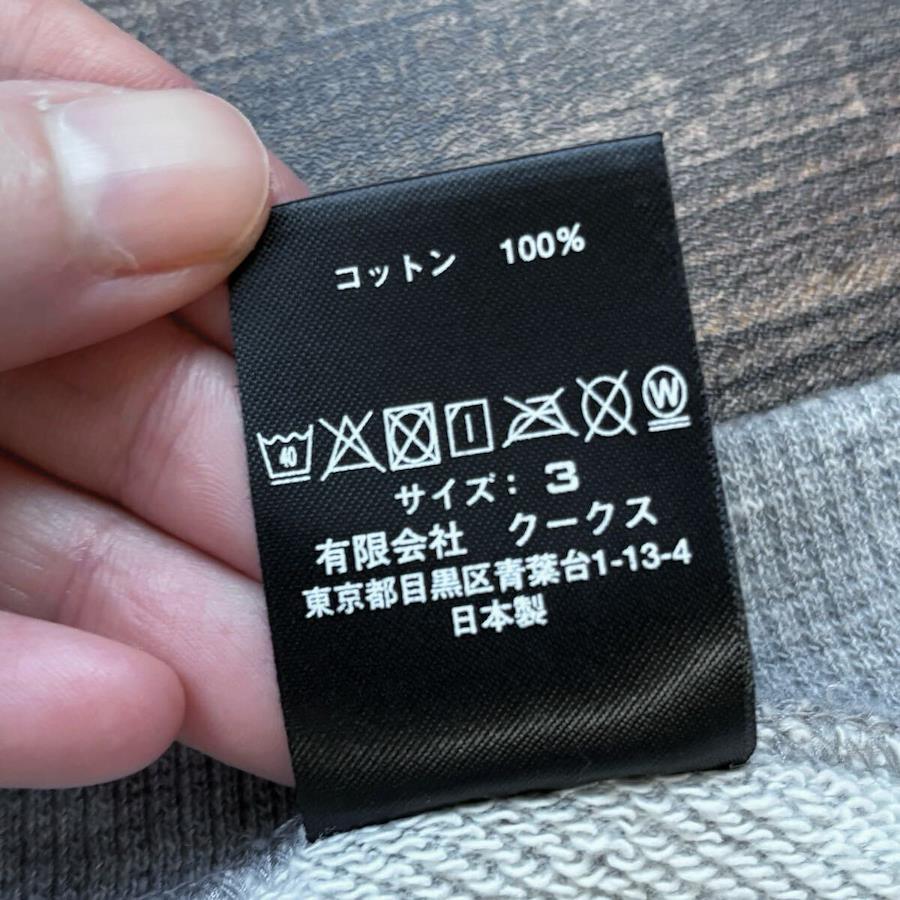 コットン 100%
40 W
サイズ: 3
有限会社 クークス
東京都目黒区青葉台1-13-4
日本製